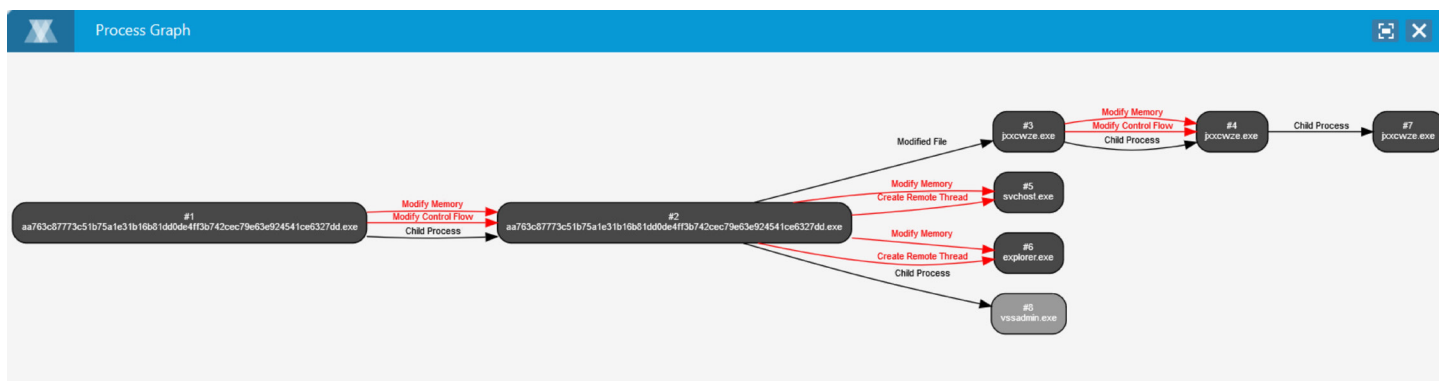 Process Graph
#1
aa763c87773c51b75a1e31b16b81dd0de4ff3b742cec79e63e924541ce6327dd.exe
Modify Memory
Modify Control Flow
Child Process
#2
aa763c87773c51b75a1e31b16b81dd0de4ff3b742cec79e63e924541ce6327dd.exe
Modified File
#3
jxxcwze.exe
Modify Memory
Modify Control Flow
Child Process
#4
jxxcwze.exe
Child Process
#7
jxxcwze.exe
Modify Memory
Create Remote Thread
#5
svchost.exe
Modify Memory
Create Remote Thread
#6
explorer.exe
Child Process
#8
vssadmin.exe